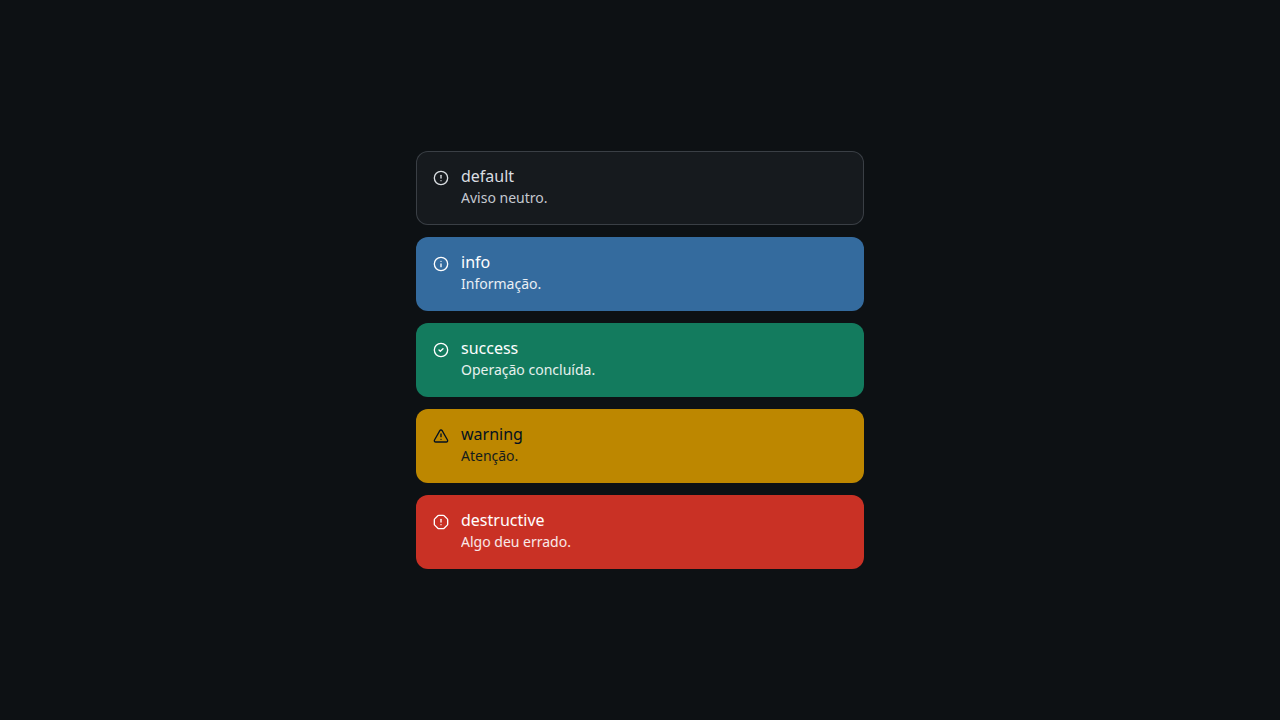 default
Aviso neutro.
info
Informação.
success
Operação concluída.
warning
Atenção.
destructive
Algo deu errado.